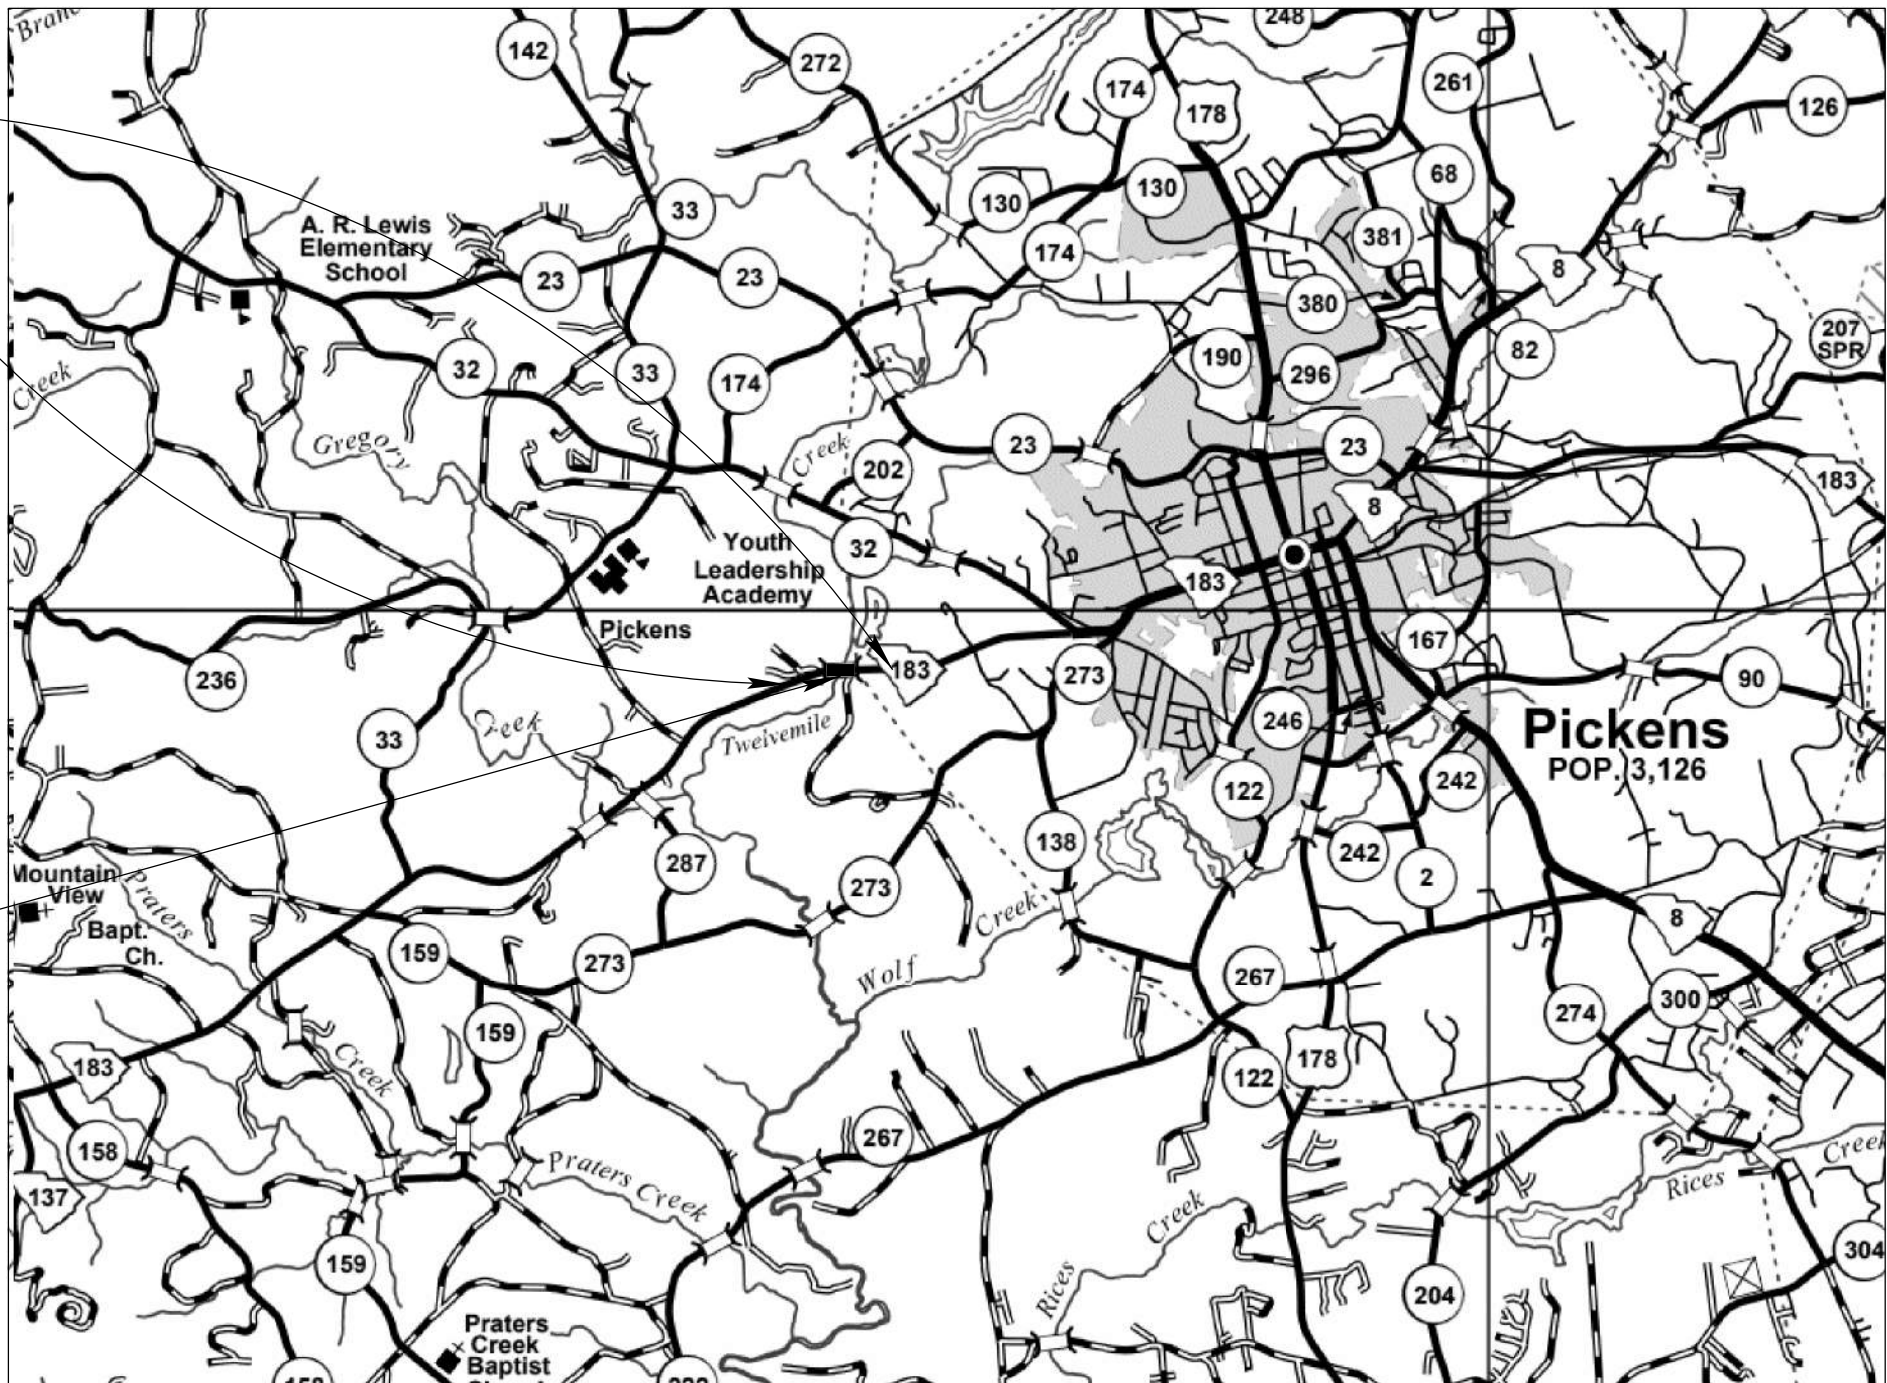 Branc
142
272
248
174
178
261
126
130
130
68
33
A. R. Lewis
Elementary
School
23
23
174
381
8
380
207
SPR
82
190
296
32
33
174
Creek
Gregory
Creek
202
23
23
183
8
Youth
Leadership
Academy
32
183
Pickens
167
236
183
273
90
33
Creek
Twelvemile
246
Pickens
POP. 3,126
122
242
287
138
242
273
2
Mountain
View
Bapt.
Ch.
Praters
Creek
159
273
Wolf
Creek
8
267
300
274
159
183
Creek
178
122
158
267
137
Praters Creek
Creek
Rices
Creek
159
Rices
304
204
Praters
Creek
Baptist